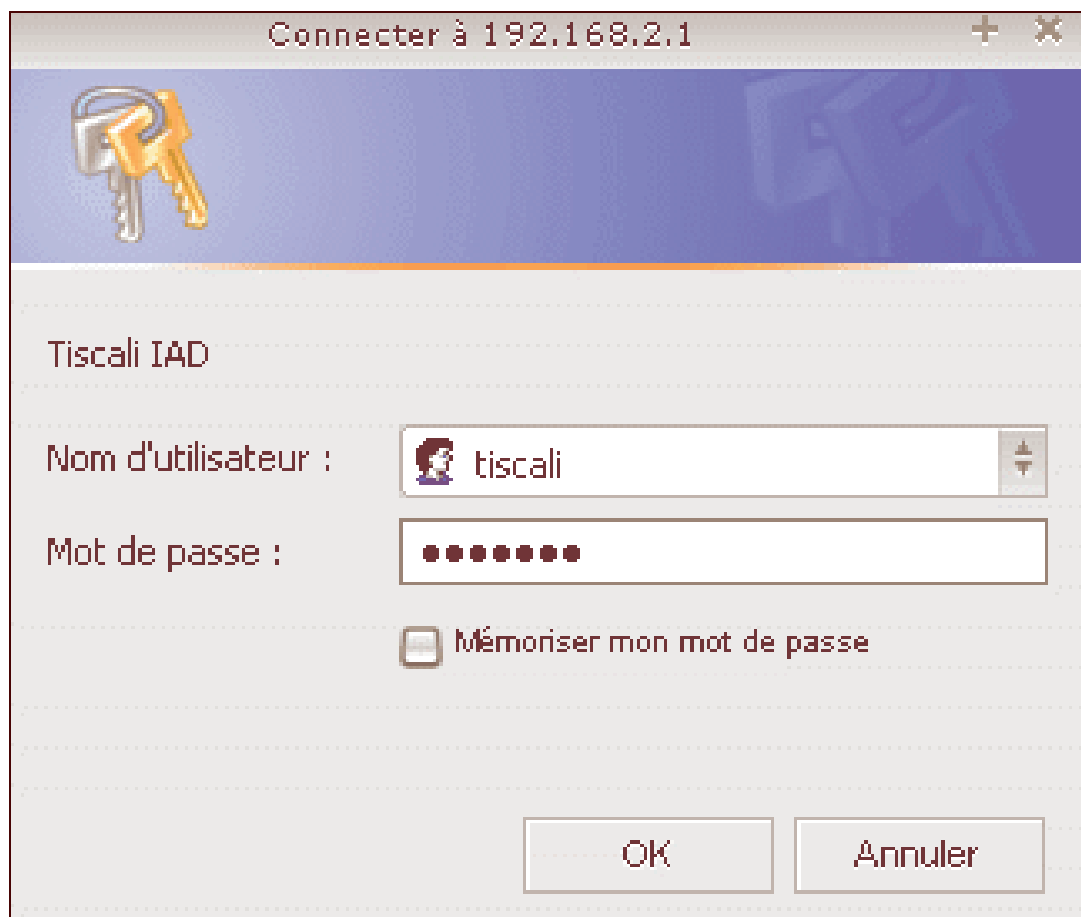 Connecter à 192.168.2.1
Tiscali IAD
Nom d'utilisateur :
tiscali
Mot de passe :
•••••••
Mémoriser mon mot de passe
OK
Annuler